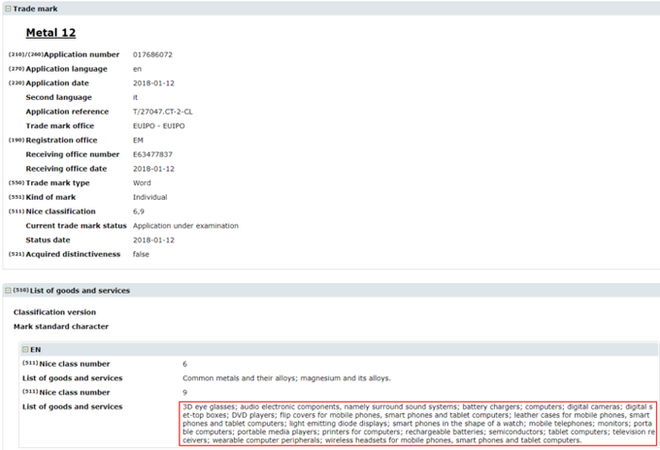 Trade mark
Metal 12
(210)/(260)Application number 017686072
(270)Application language en
(220)Application date 2018-01-12
Second language it
Application reference T/27047.CT-2-CL
Trade mark office EUIPO - EUIPO
(190)Registration office EM
Receiving office number E63477837
Receiving office date 2018-01-12
(550)Trade mark type Word
(551)Kind of mark Individual
(511)Nice classification 6,9
Current trade mark status Application under examination
Status date 2018-01-12
(521)Acquired distinctiveness false
(510)List of goods and services
Classification version
Mark standard character
EN
(511)Nice class number 6
List of goods and services Common metals and their alloys; magnesium and its alloys.
(511)Nice class number 9
List of goods and services 3D eye glasses; audio electronic components, namely surround sound systems; battery chargers; computers; digital cameras; digital s
et-top boxes; DVD players; flip covers for mobile phones, smart phones and tablet computers; leather cases for mobile phones, smart
phones and tablet computers; light emitting diode displays; smart phones in the shape of a watch; mobile telephones; monitors; porta
ble computers; portable media players; printers for computers; rechargeable batteries; semiconductors; tablet computers; television re
ceivers; wearable computer peripherals; wireless headsets for mobile phones, smart phones and tablet computers.